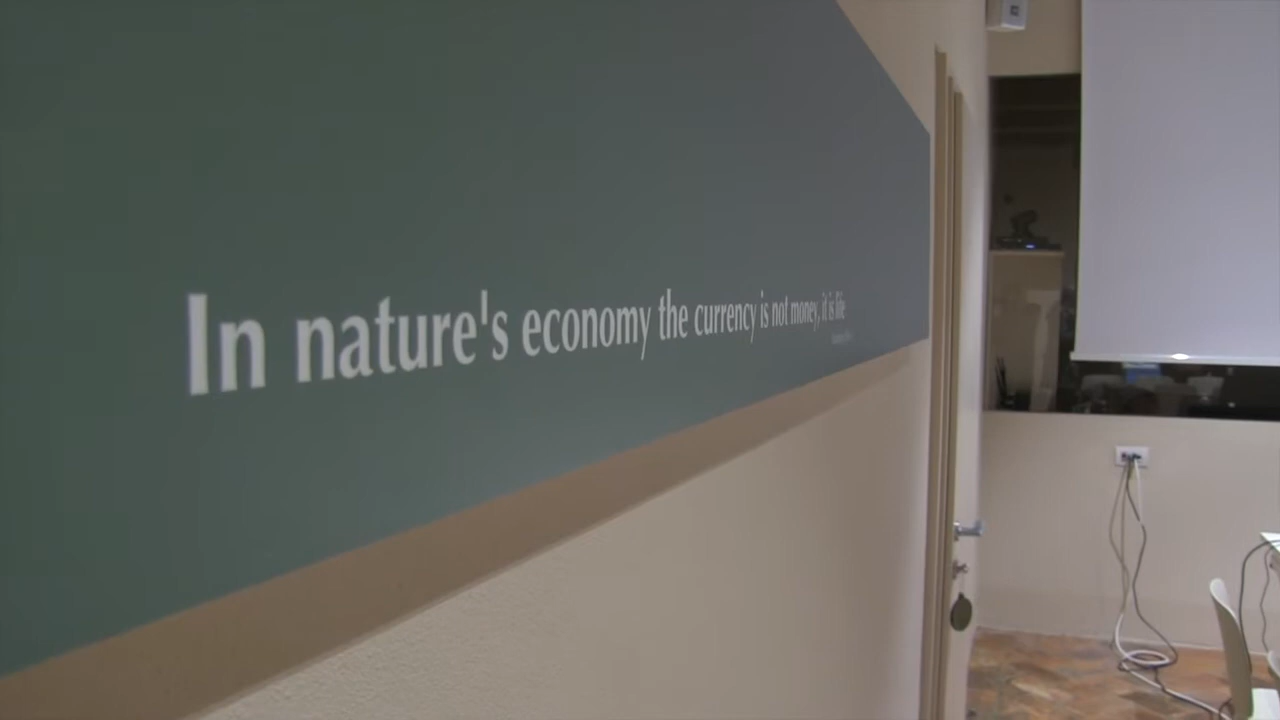 In nature's economy the currency is not money, it is life